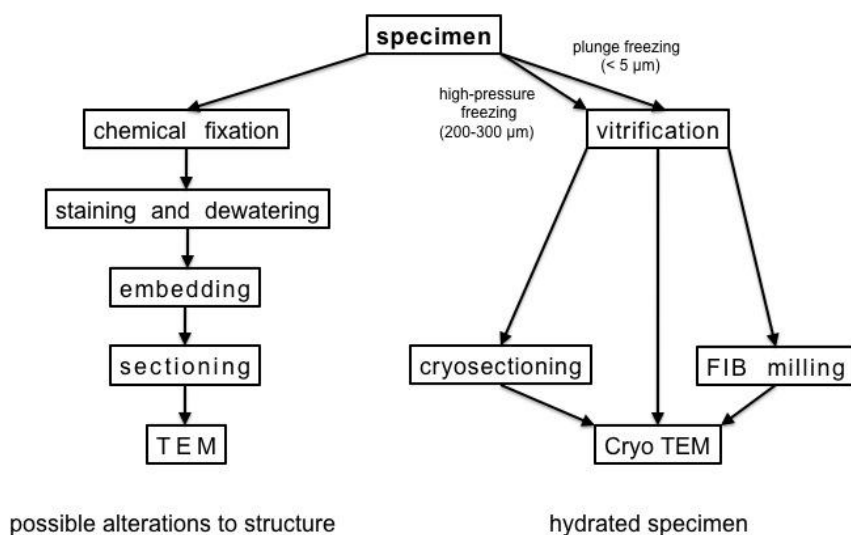 specimen
plunge freezing
(< 5 µm)
high-pressure
freezing
(200-300 µm)
chemical fixation
vitrification
staining and dewatering
embedding
sectioning
cryosectioning
FIB milling
TEM
Cryo TEM
possible alterations to structure
hydrated specimen